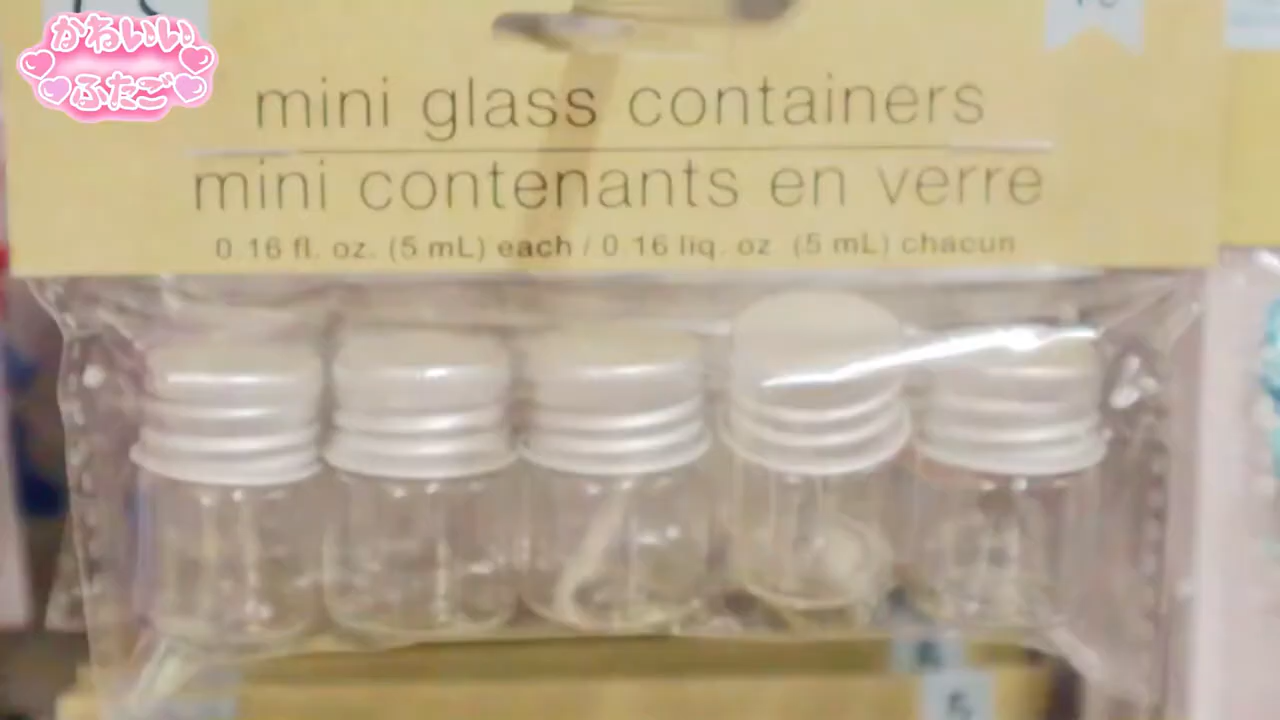 かわいい
ふたご
mini glass containers
mini contenants en verre
0.16 fl. oz. (5 mL) each / 0.16 liq. oz (5 mL) chacun